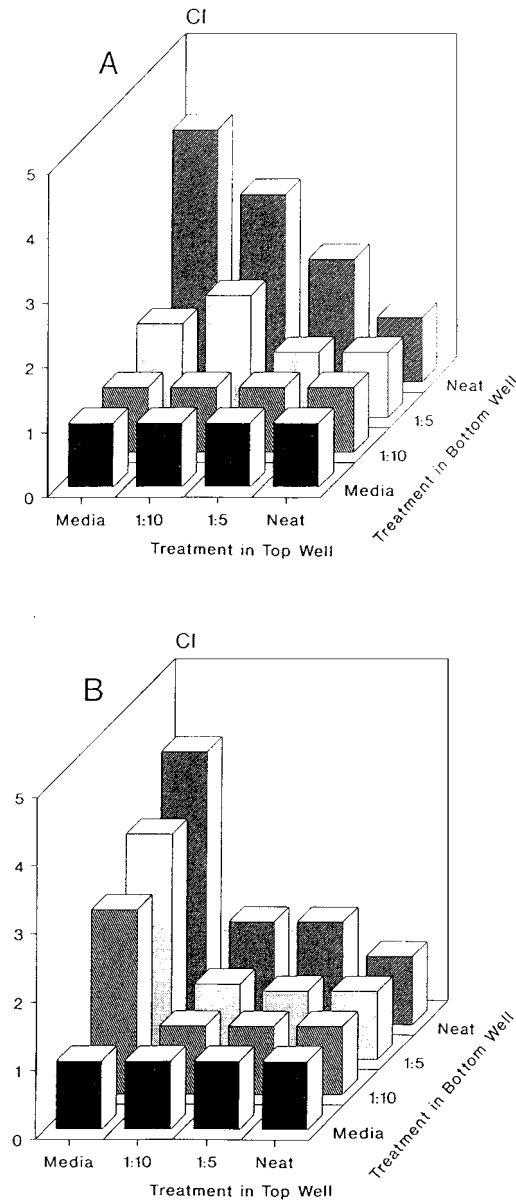 CI
A
5
4
3
2
1
0
Neat
1:5
1:10
Media
Treatment in Bottom Well
Media 1:10 1:5 Neat
Treatment in Top Well
CI
B
5
4
3
2
1
0
Neat
1:5
1:10
Media
Treatment in Bottom Well
Media 1:10 1:5 Neat
Treatment in Top Well